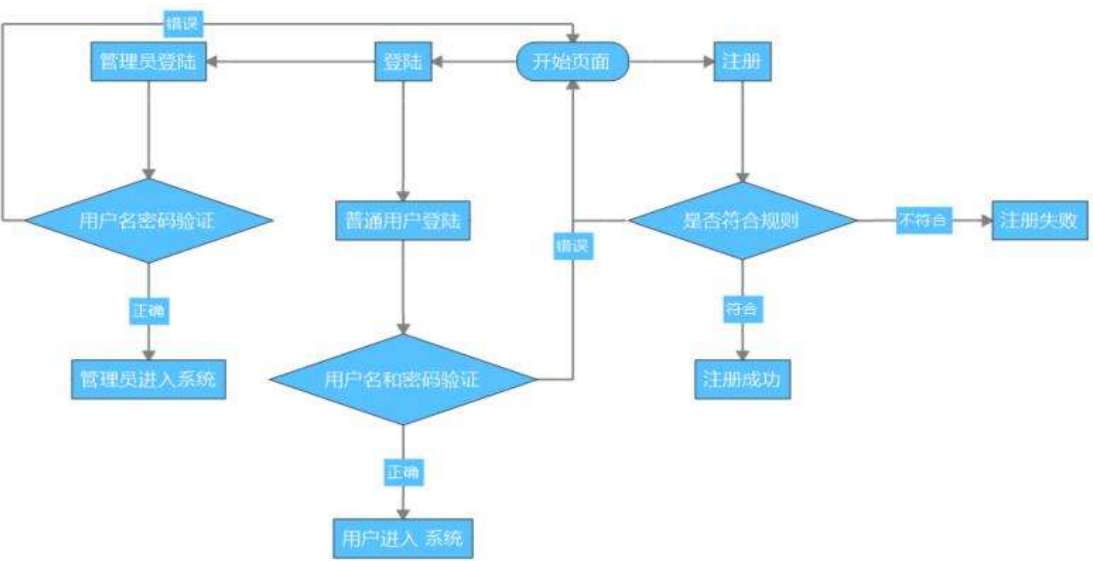 错误
管理员登陆
登陆
开始页面
注册
用户名密码验证
普通用户登陆
是否符合规则
不符合
注册失败
错误
正确
符合
管理员进入系统
用户名和密码验证
注册成功
正确
用户进入 系统